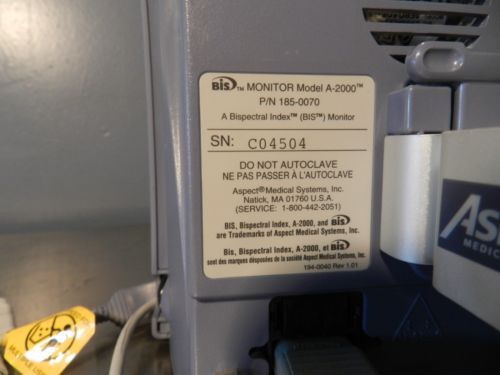 BIS™ MONITOR Model A-2000™
P/N 185-0070
A Bispectral Index™ (BIS™) Monitor
SN: C04504
DO NOT AUTOCLAVE
NE PAS PASSER À L'AUTOCLAVE
Aspect® Medical Systems, Inc.
Natick, MA 01760 U.S.A.
(SERVICE: 1-800-442-2051)
BIS, Bispectral Index, A-2000, and BIS
are Trademarks of Aspect Medical Systems, Inc.
Bis, Bispectral Index, A-2000, et BIS
sont des marques désposées de la société Aspect Medical Systems, Inc.
194-0040 Rev 1.01